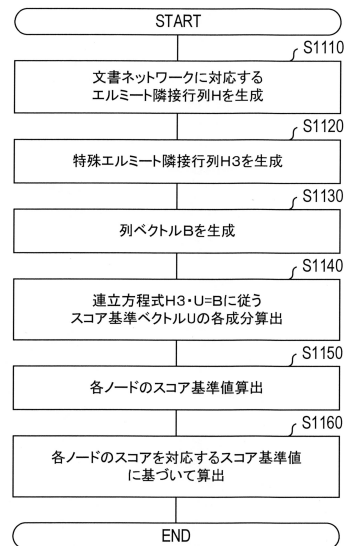 START
S1110
文書ネットワークに対応する
エルミート隣接行列Hを生成
S1120
特殊エルミート隣接行列H3を生成
S1130
列ベクトルBを生成
S1140
連立方程式H3・U=Bに従う
スコア基準ベクトルUの各成分算出
S1150
各ノードのスコア基準値算出
S1160
各ノードのスコアを対応するスコア基準値
に基づいて算出
END